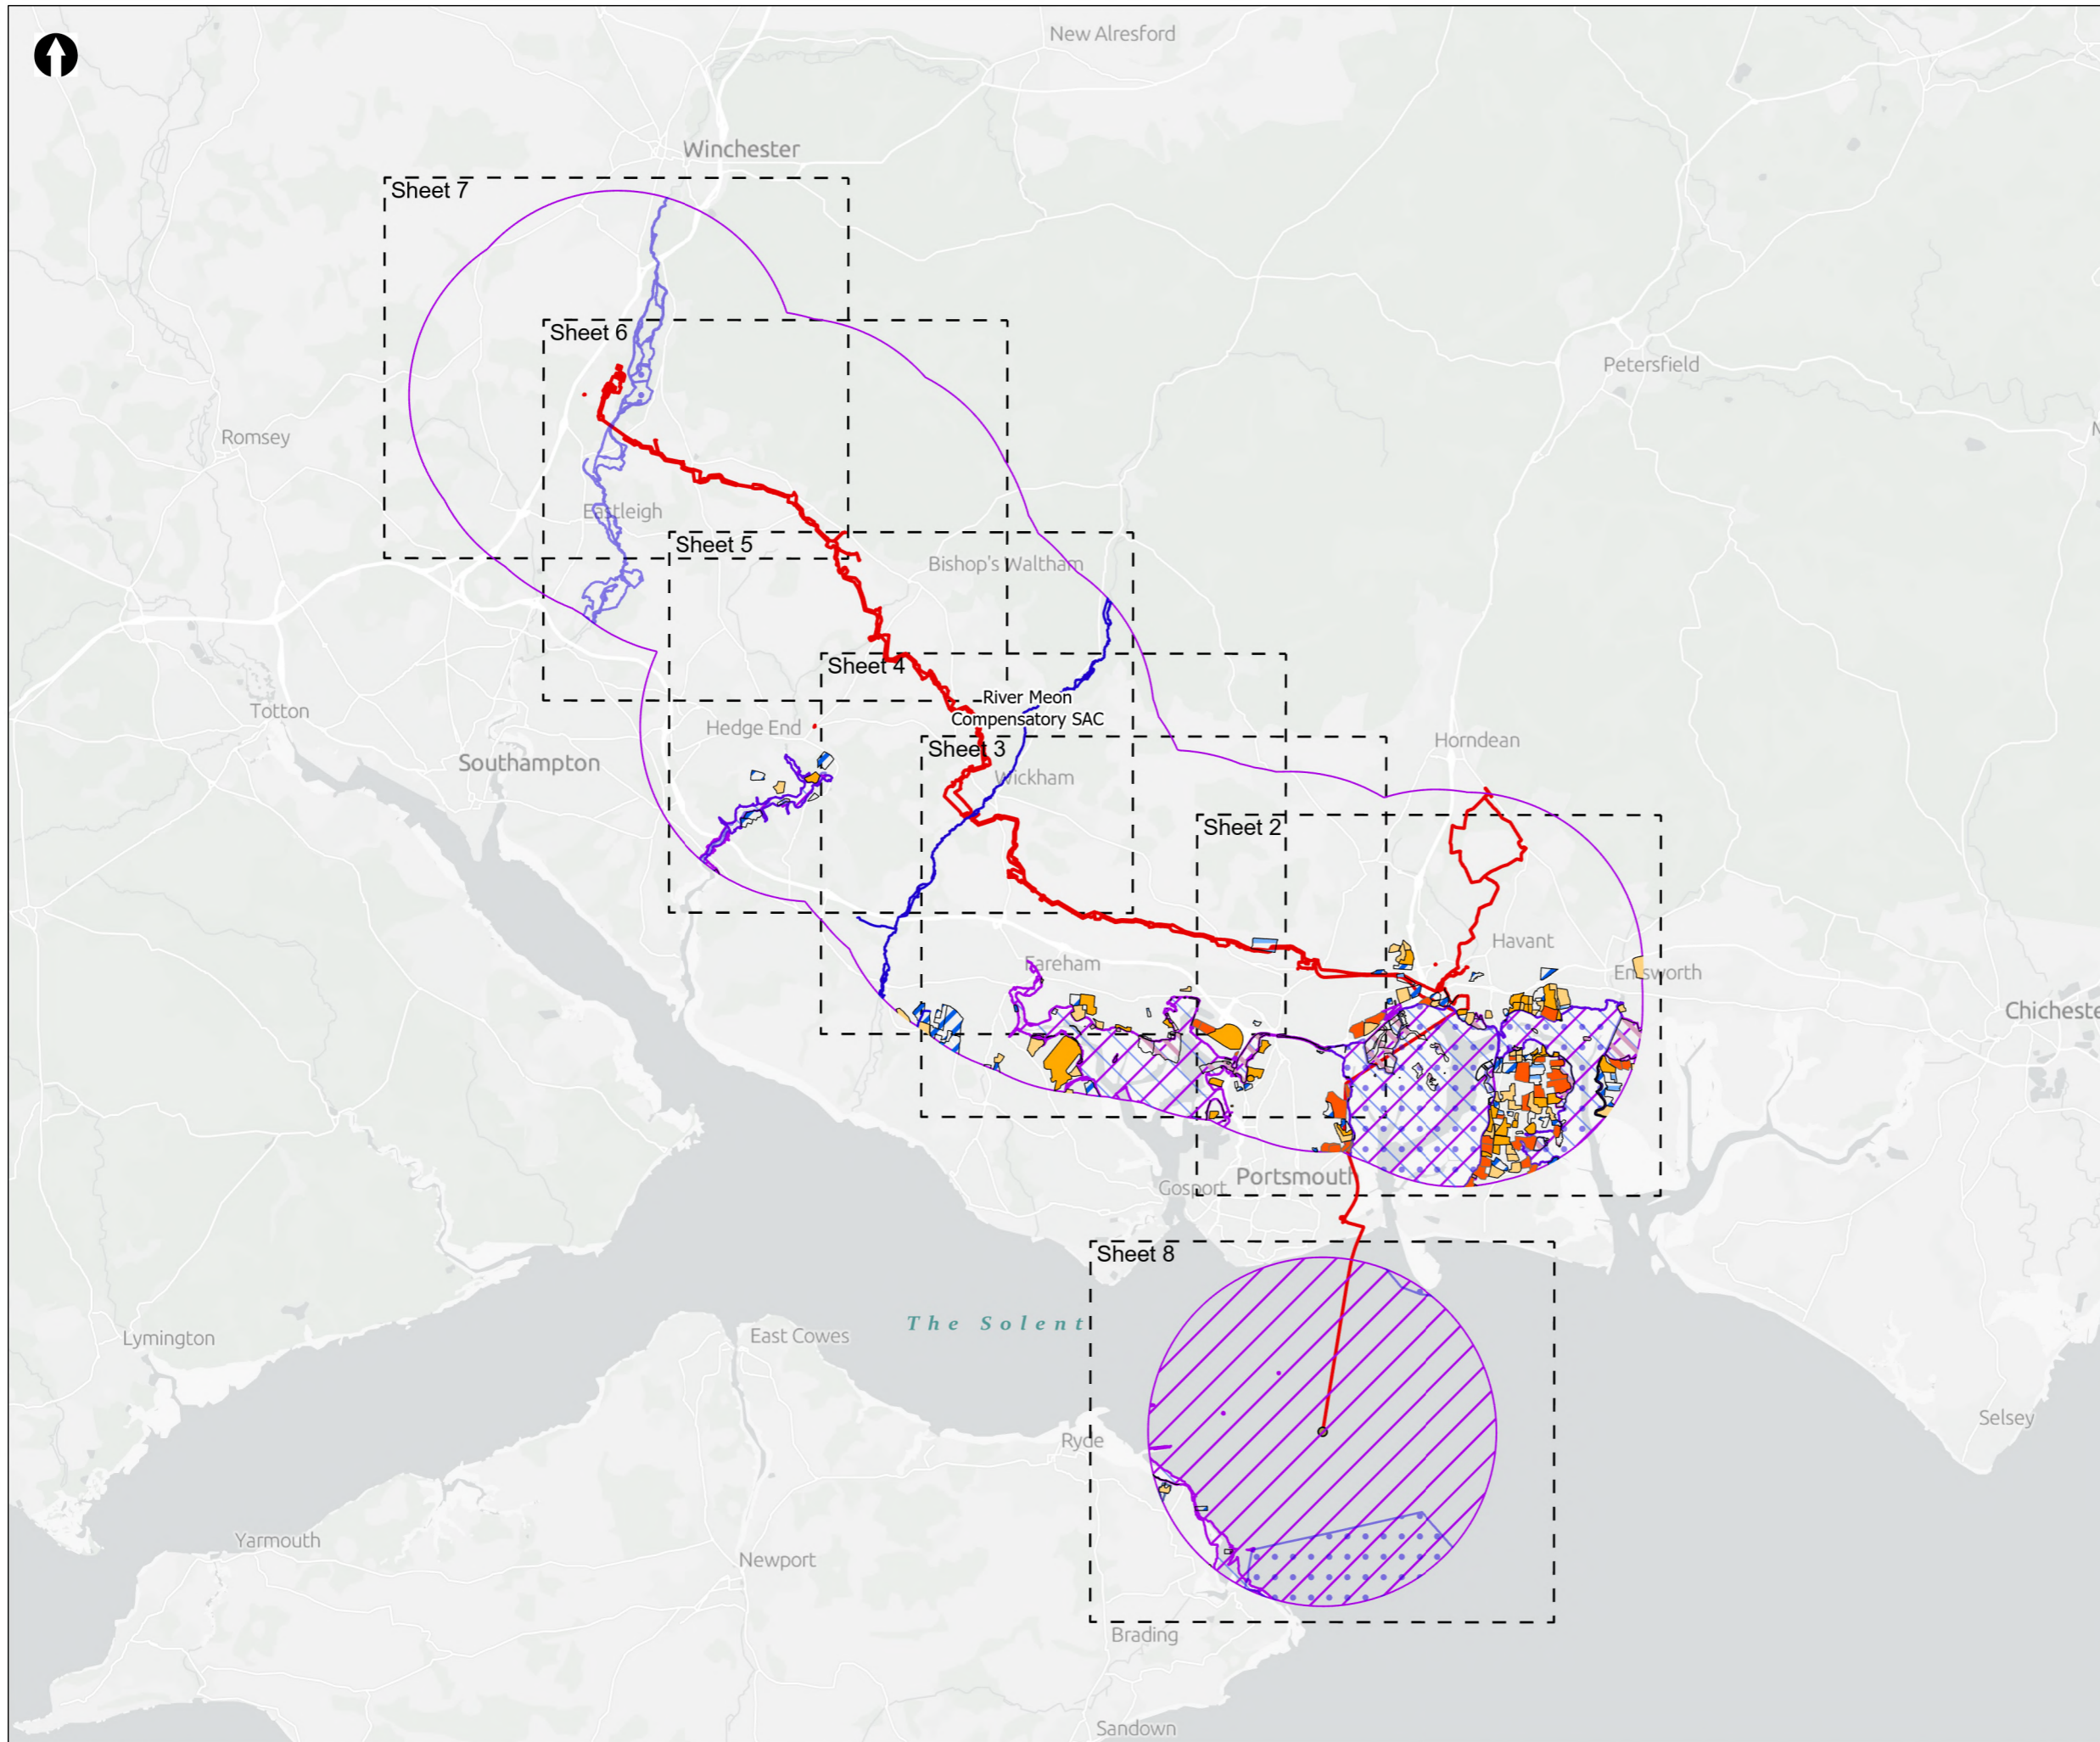 New Alresford
Winchester
Sheet 7
Sheet 6
Petersfield
Romsey
Eastleigh
Sheet 5
Bishop's Waltham
Sheet 4
River Meon
Compensatory SAC
Totton
Hedge End
Horndean
Sheet 3
Southampton
Wickham
Sheet 2
Havant
Fareham
Emsworth
Chicheste
Portsmouth
Gosport
Sheet 8
The Solent
East Cowes
Lymington
Selsey
Ryde
Yarmouth
Newport
Brading
Sandown